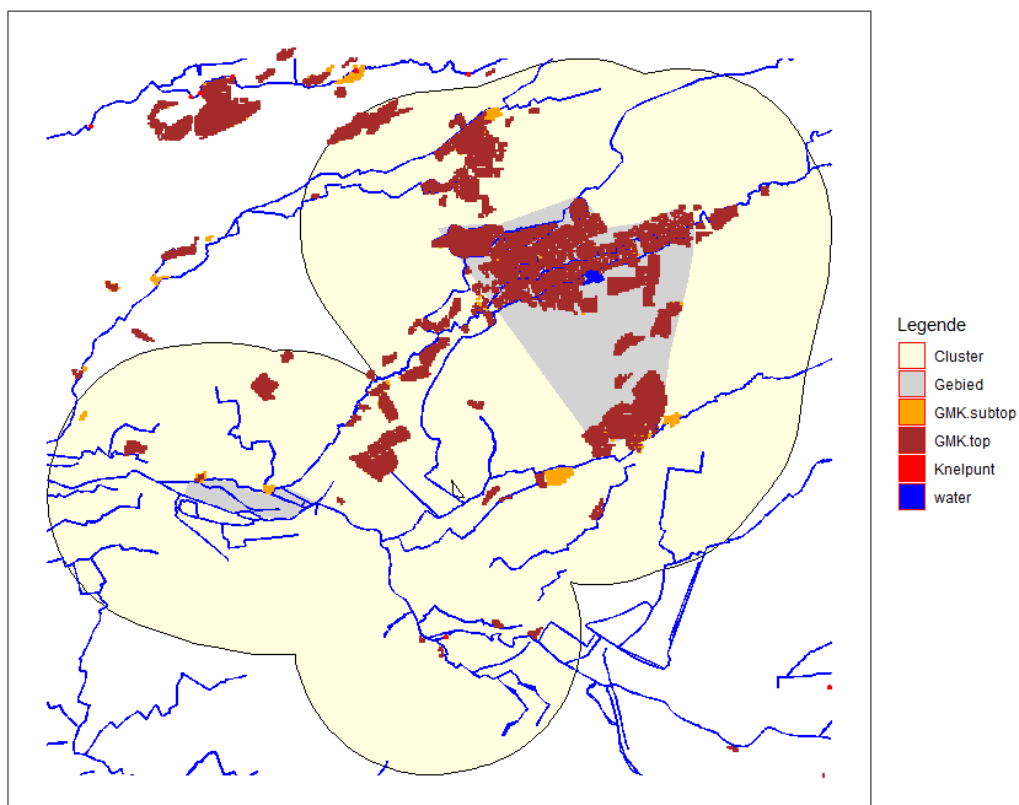 Legende
Cluster
Gebied
GMK.subtop
GMK.top
Knelpunt
water